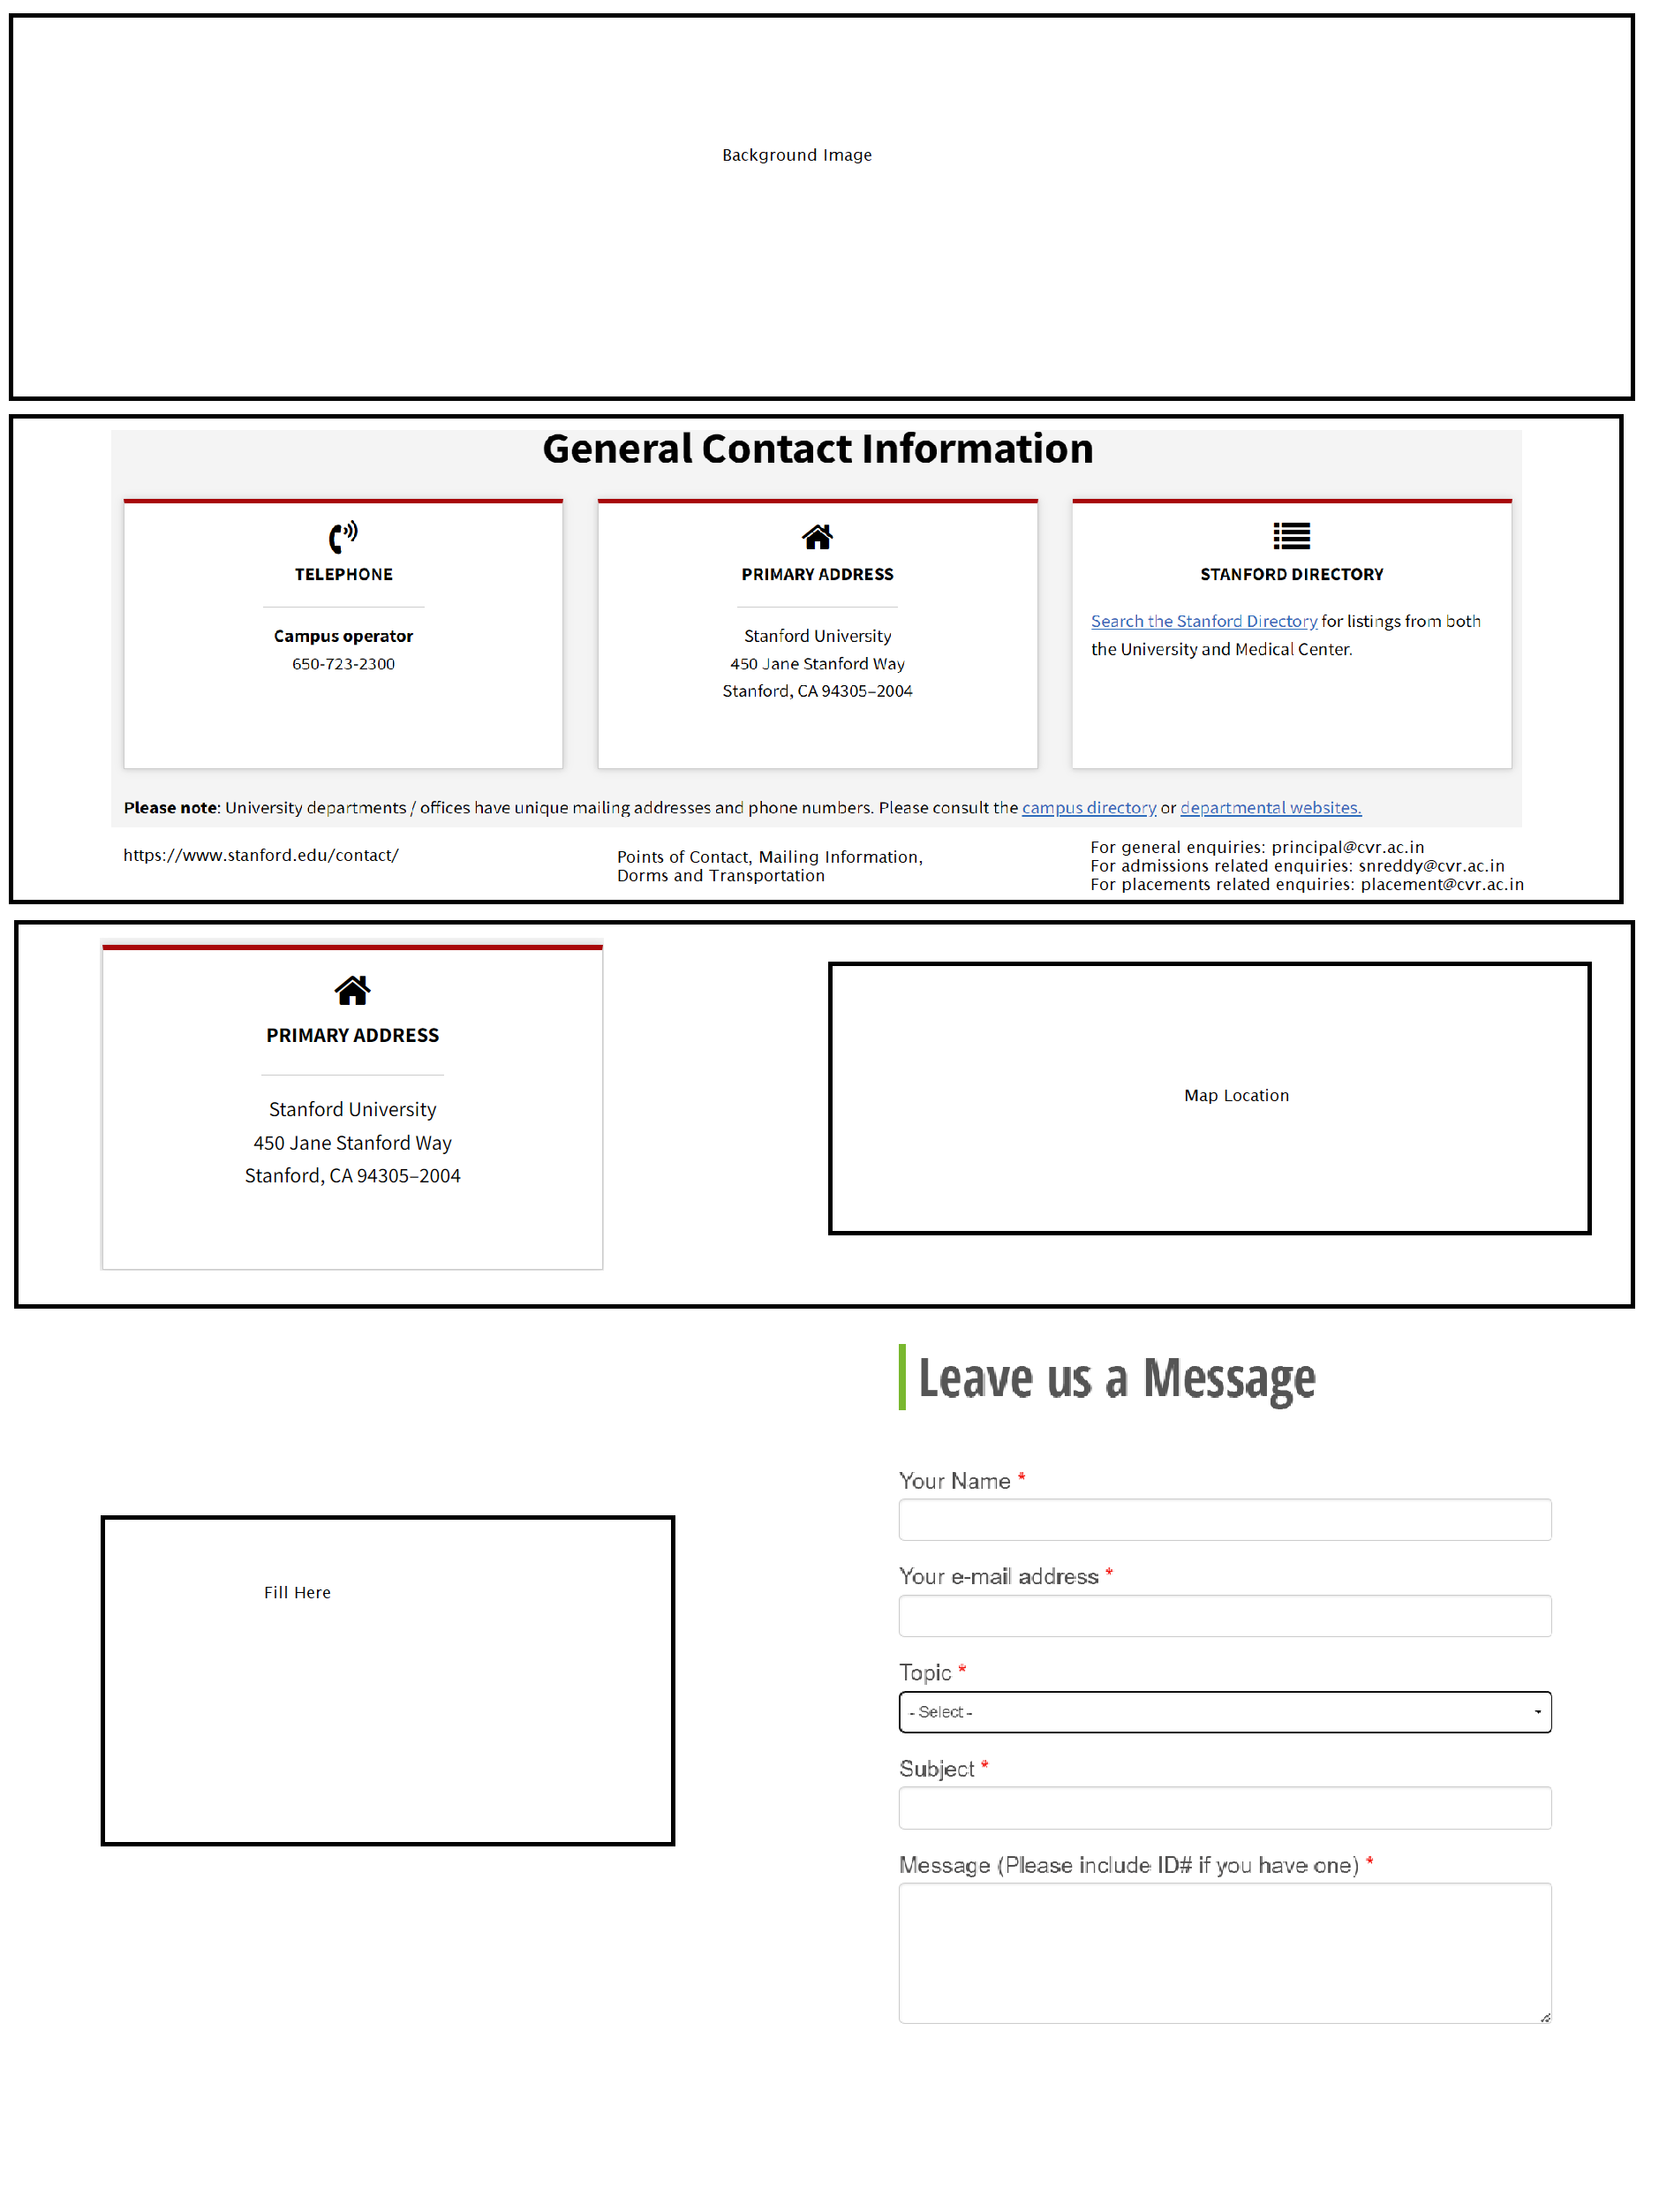 Background Image
General Contact Information
TELEPHONE
Campus operator
650-723-2300
PRIMARY ADDRESS
Stanford University
450 Jane Stanford Way
Stanford, CA 94305–2004
STANFORD DIRECTORY
Search the Stanford Directory for listings from both
the University and Medical Center.
Please note: University departments / offices have unique mailing addresses and phone numbers. Please consult the campus directory or departmental websites.
https://www.stanford.edu/contact/
Points of Contact, Mailing Information,
Dorms and Transportation
For general enquiries: principal@cvr.ac.in
For admissions related enquiries: snreddy@cvr.ac.in
For placements related enquiries: placement@cvr.ac.in
PRIMARY ADDRESS
Stanford University
450 Jane Stanford Way
Stanford, CA 94305–2004
Map Location
Fill Here
Leave us a Message
Your Name *
Your e-mail address *
Topic *
- Select -
Subject *
Message (Please include ID# if you have one) *